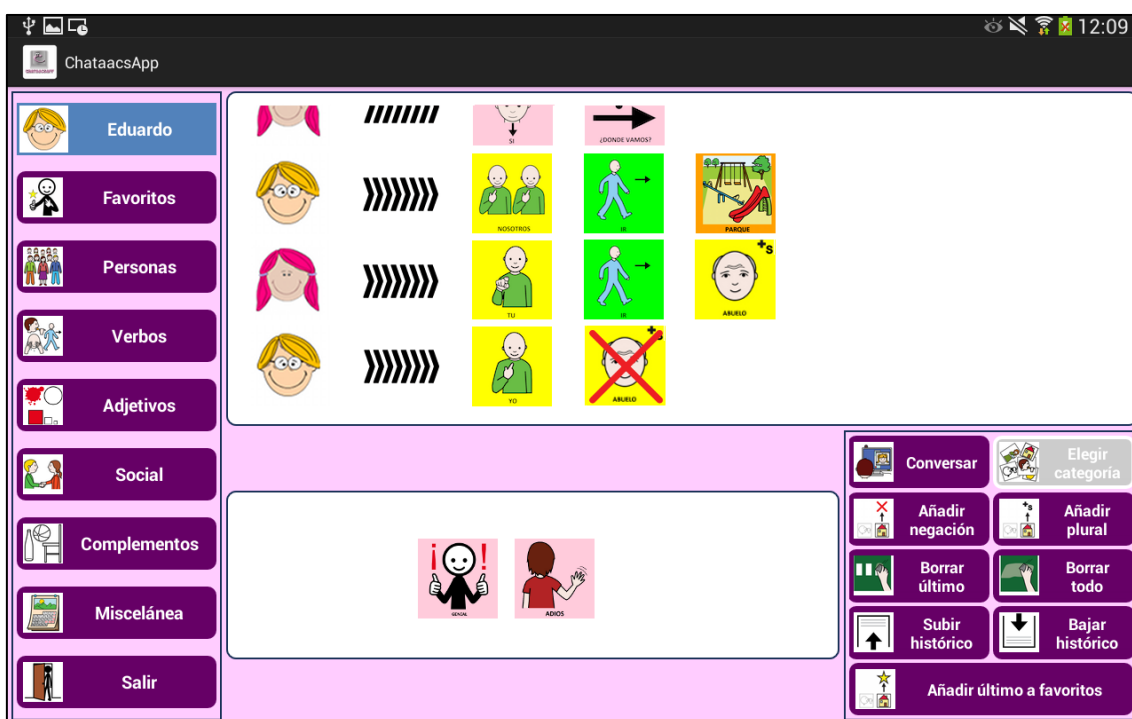 12:09
ChataacsApp
Eduardo
Favoritos
Personas
Verbos
Adjetivos
Social
Complementos
Miscelánea
Salir
SI
¿DONDE VAMOS?
NOSOTROS
IR
PARQUE
+s
TU
IR
ABUELO
+s
YO
ABUELO
GENIAL
ADIOS
Conversar
Elegir
categoría
Añadir
negación
+s
Añadir
plural
Borrar
último
Borrar
todo
Subir
histórico
Bajar
histórico
Añadir último a favoritos